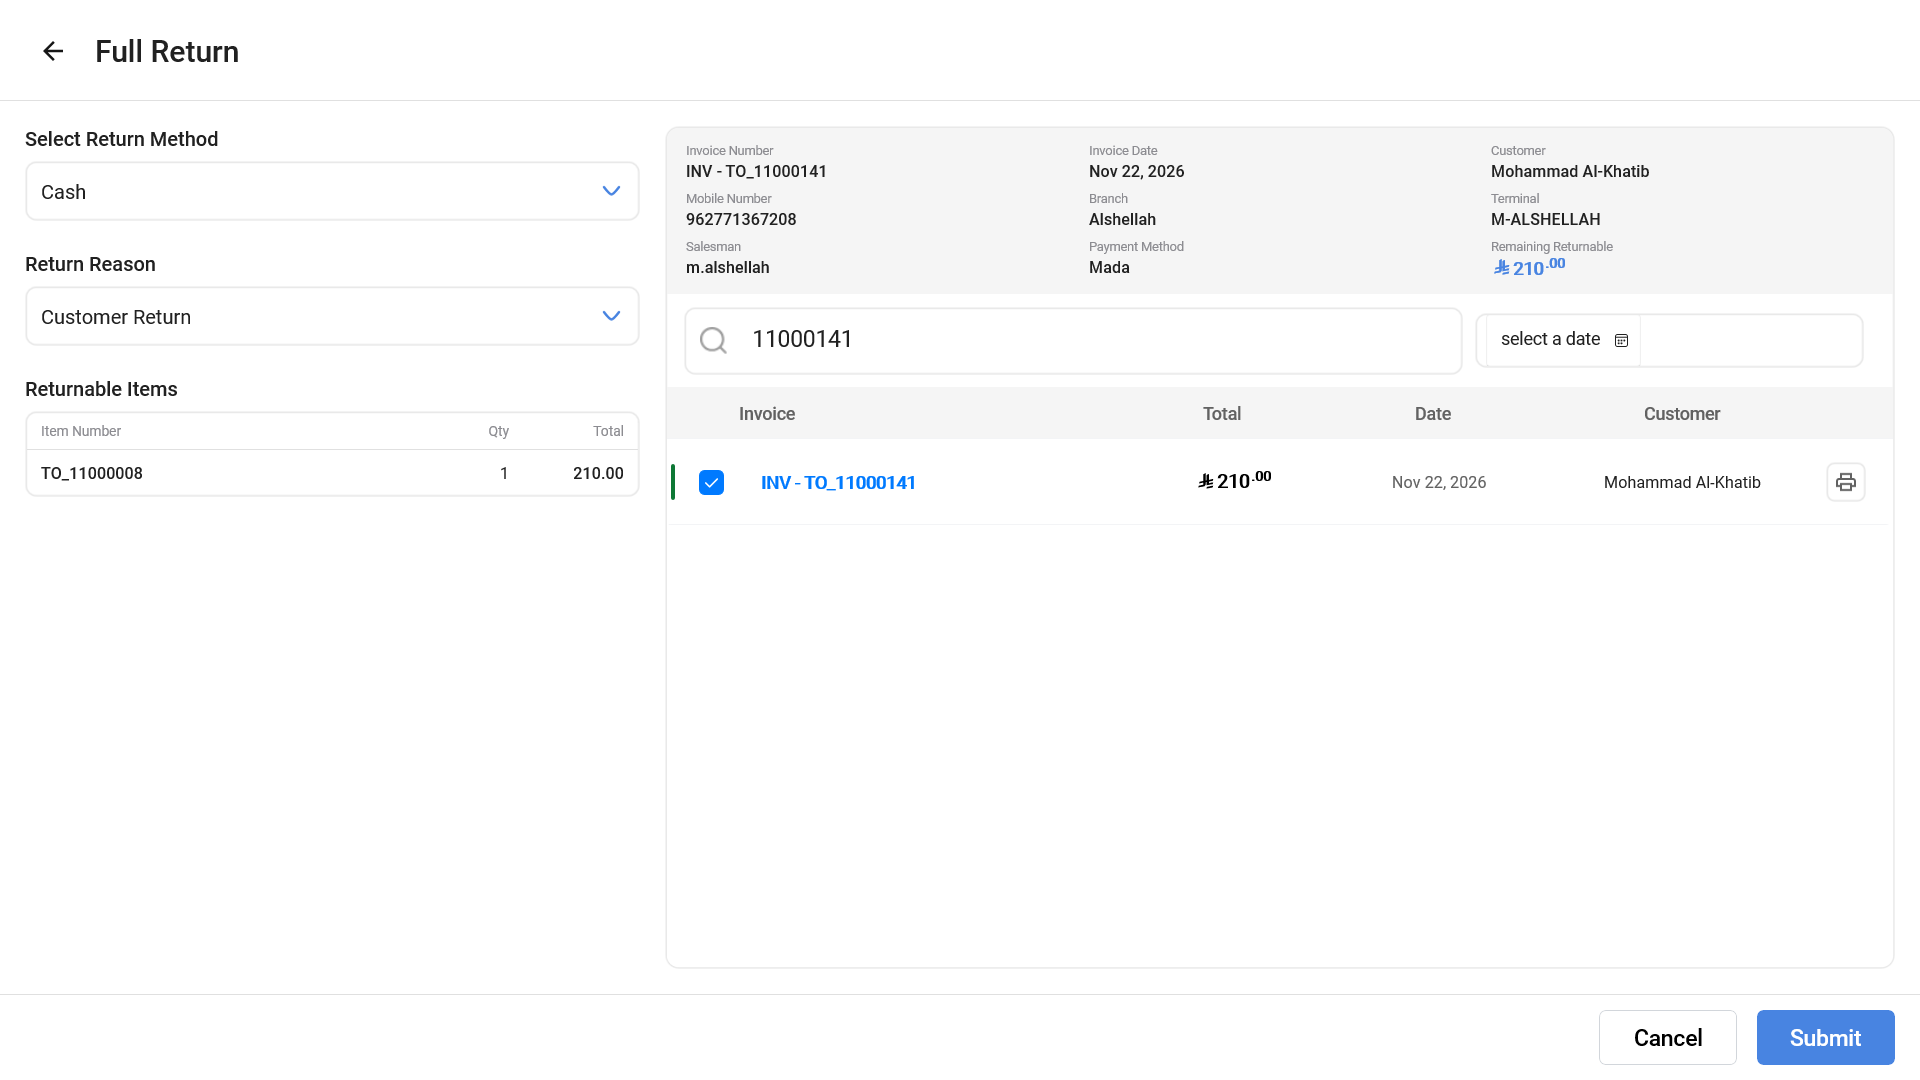 Full Return
Select Return Method
Cash
Return Reason
Customer Return
Returnable Items
Item Number Qty Total
TO_11000008 1 210.00
Invoice Number Invoice Date Customer
INV - TO_11000141 Nov 22, 2026 Mohammad Al-Khatib
Mobile Number Branch Terminal
962771367208 Alshellah M-ALSHELLAH
Salesman Payment Method Remaining Returnable
m.alshellah Mada 210.00
11000141 select a date
Invoice Total Date Customer
INV - TO_11000141 210.00 Nov 22, 2026 Mohammad Al-Khatib
Cancel Submit